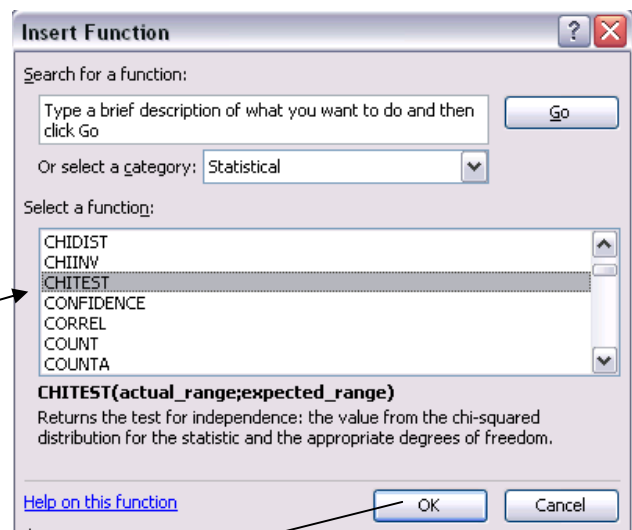 Insert Function
Search for a function:
Type a brief description of what you want to do and then
click Go
Go
Or select a category: Statistical
Select a function:
CHIDIST
CHIINV
CHITEST
CONFIDENCE
CORREL
COUNT
COUNTA
CHITEST(actual_range;expected_range)
Returns the test for independence: the value from the chi-squared
distribution for the statistic and the appropriate degrees of freedom.
Help on this function
OK
Cancel